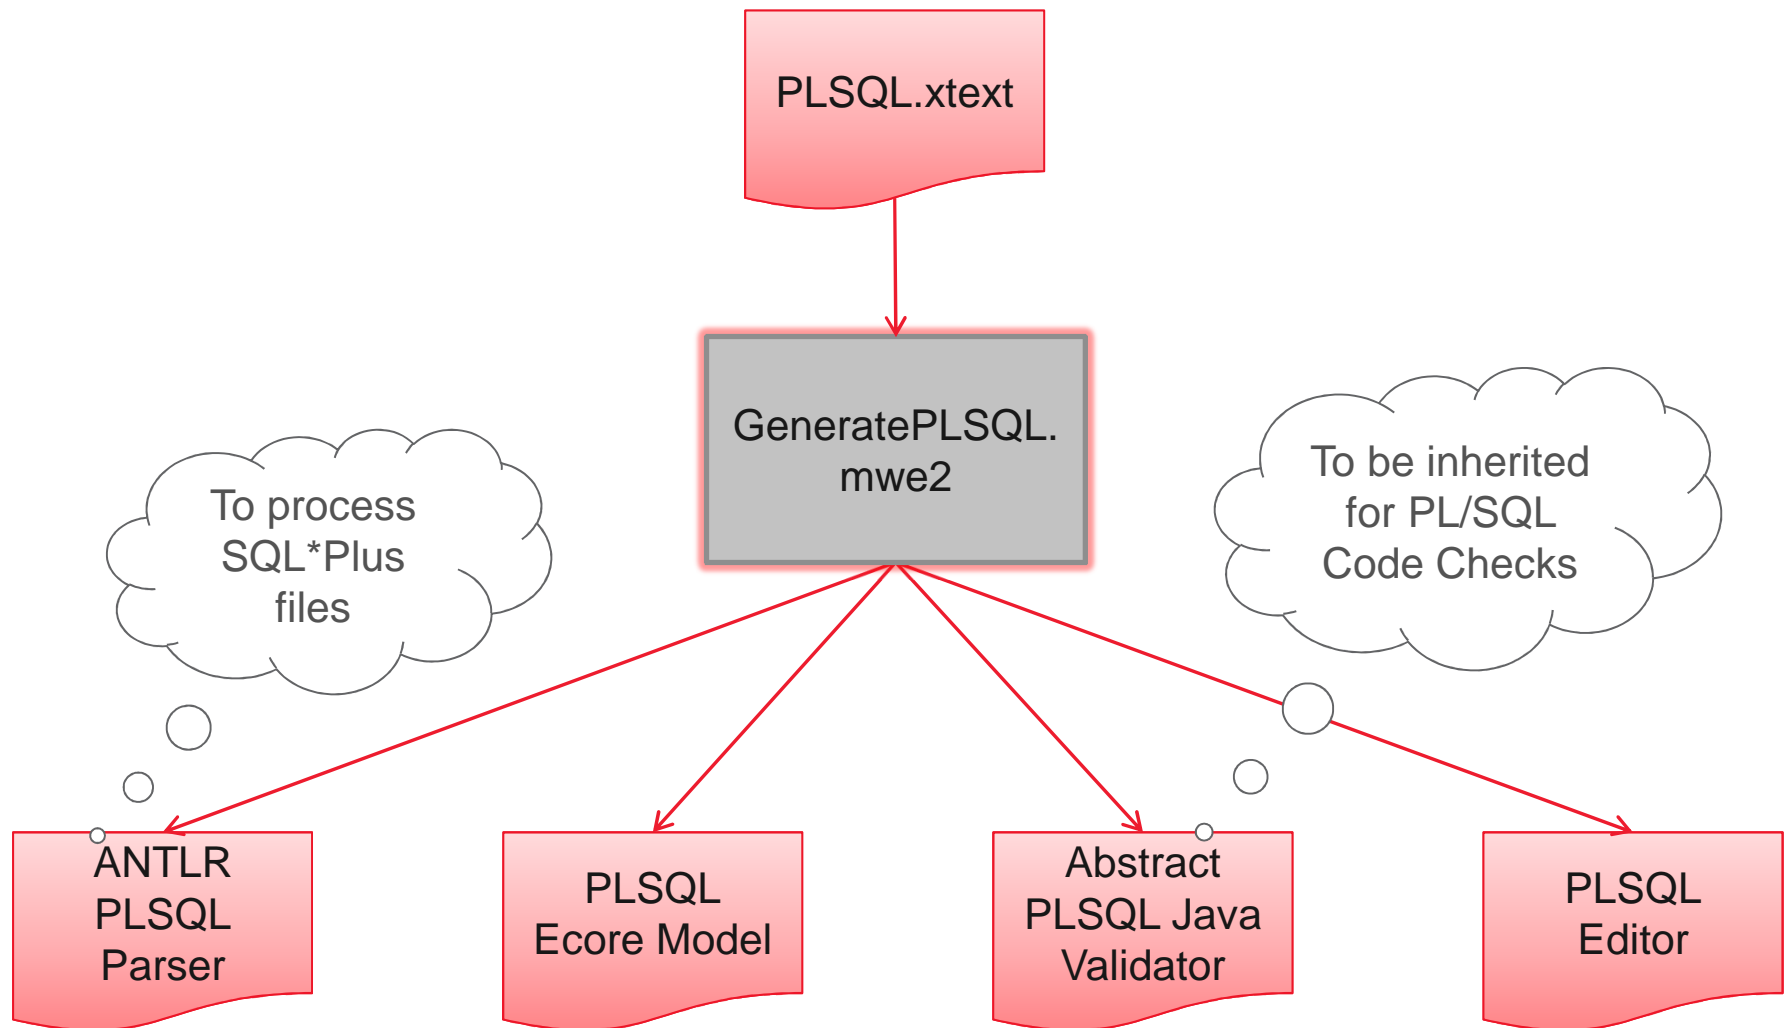 PLSQL.xtext
GeneratePLSQL.
mwe2
To process
SQL*Plus
files
To be inherited
for PL/SQL
Code Checks
ANTLR
PLSQL
Parser
PLSQL
Ecore Model
Abstract
PLSQL Java
Validator
PLSQL
Editor